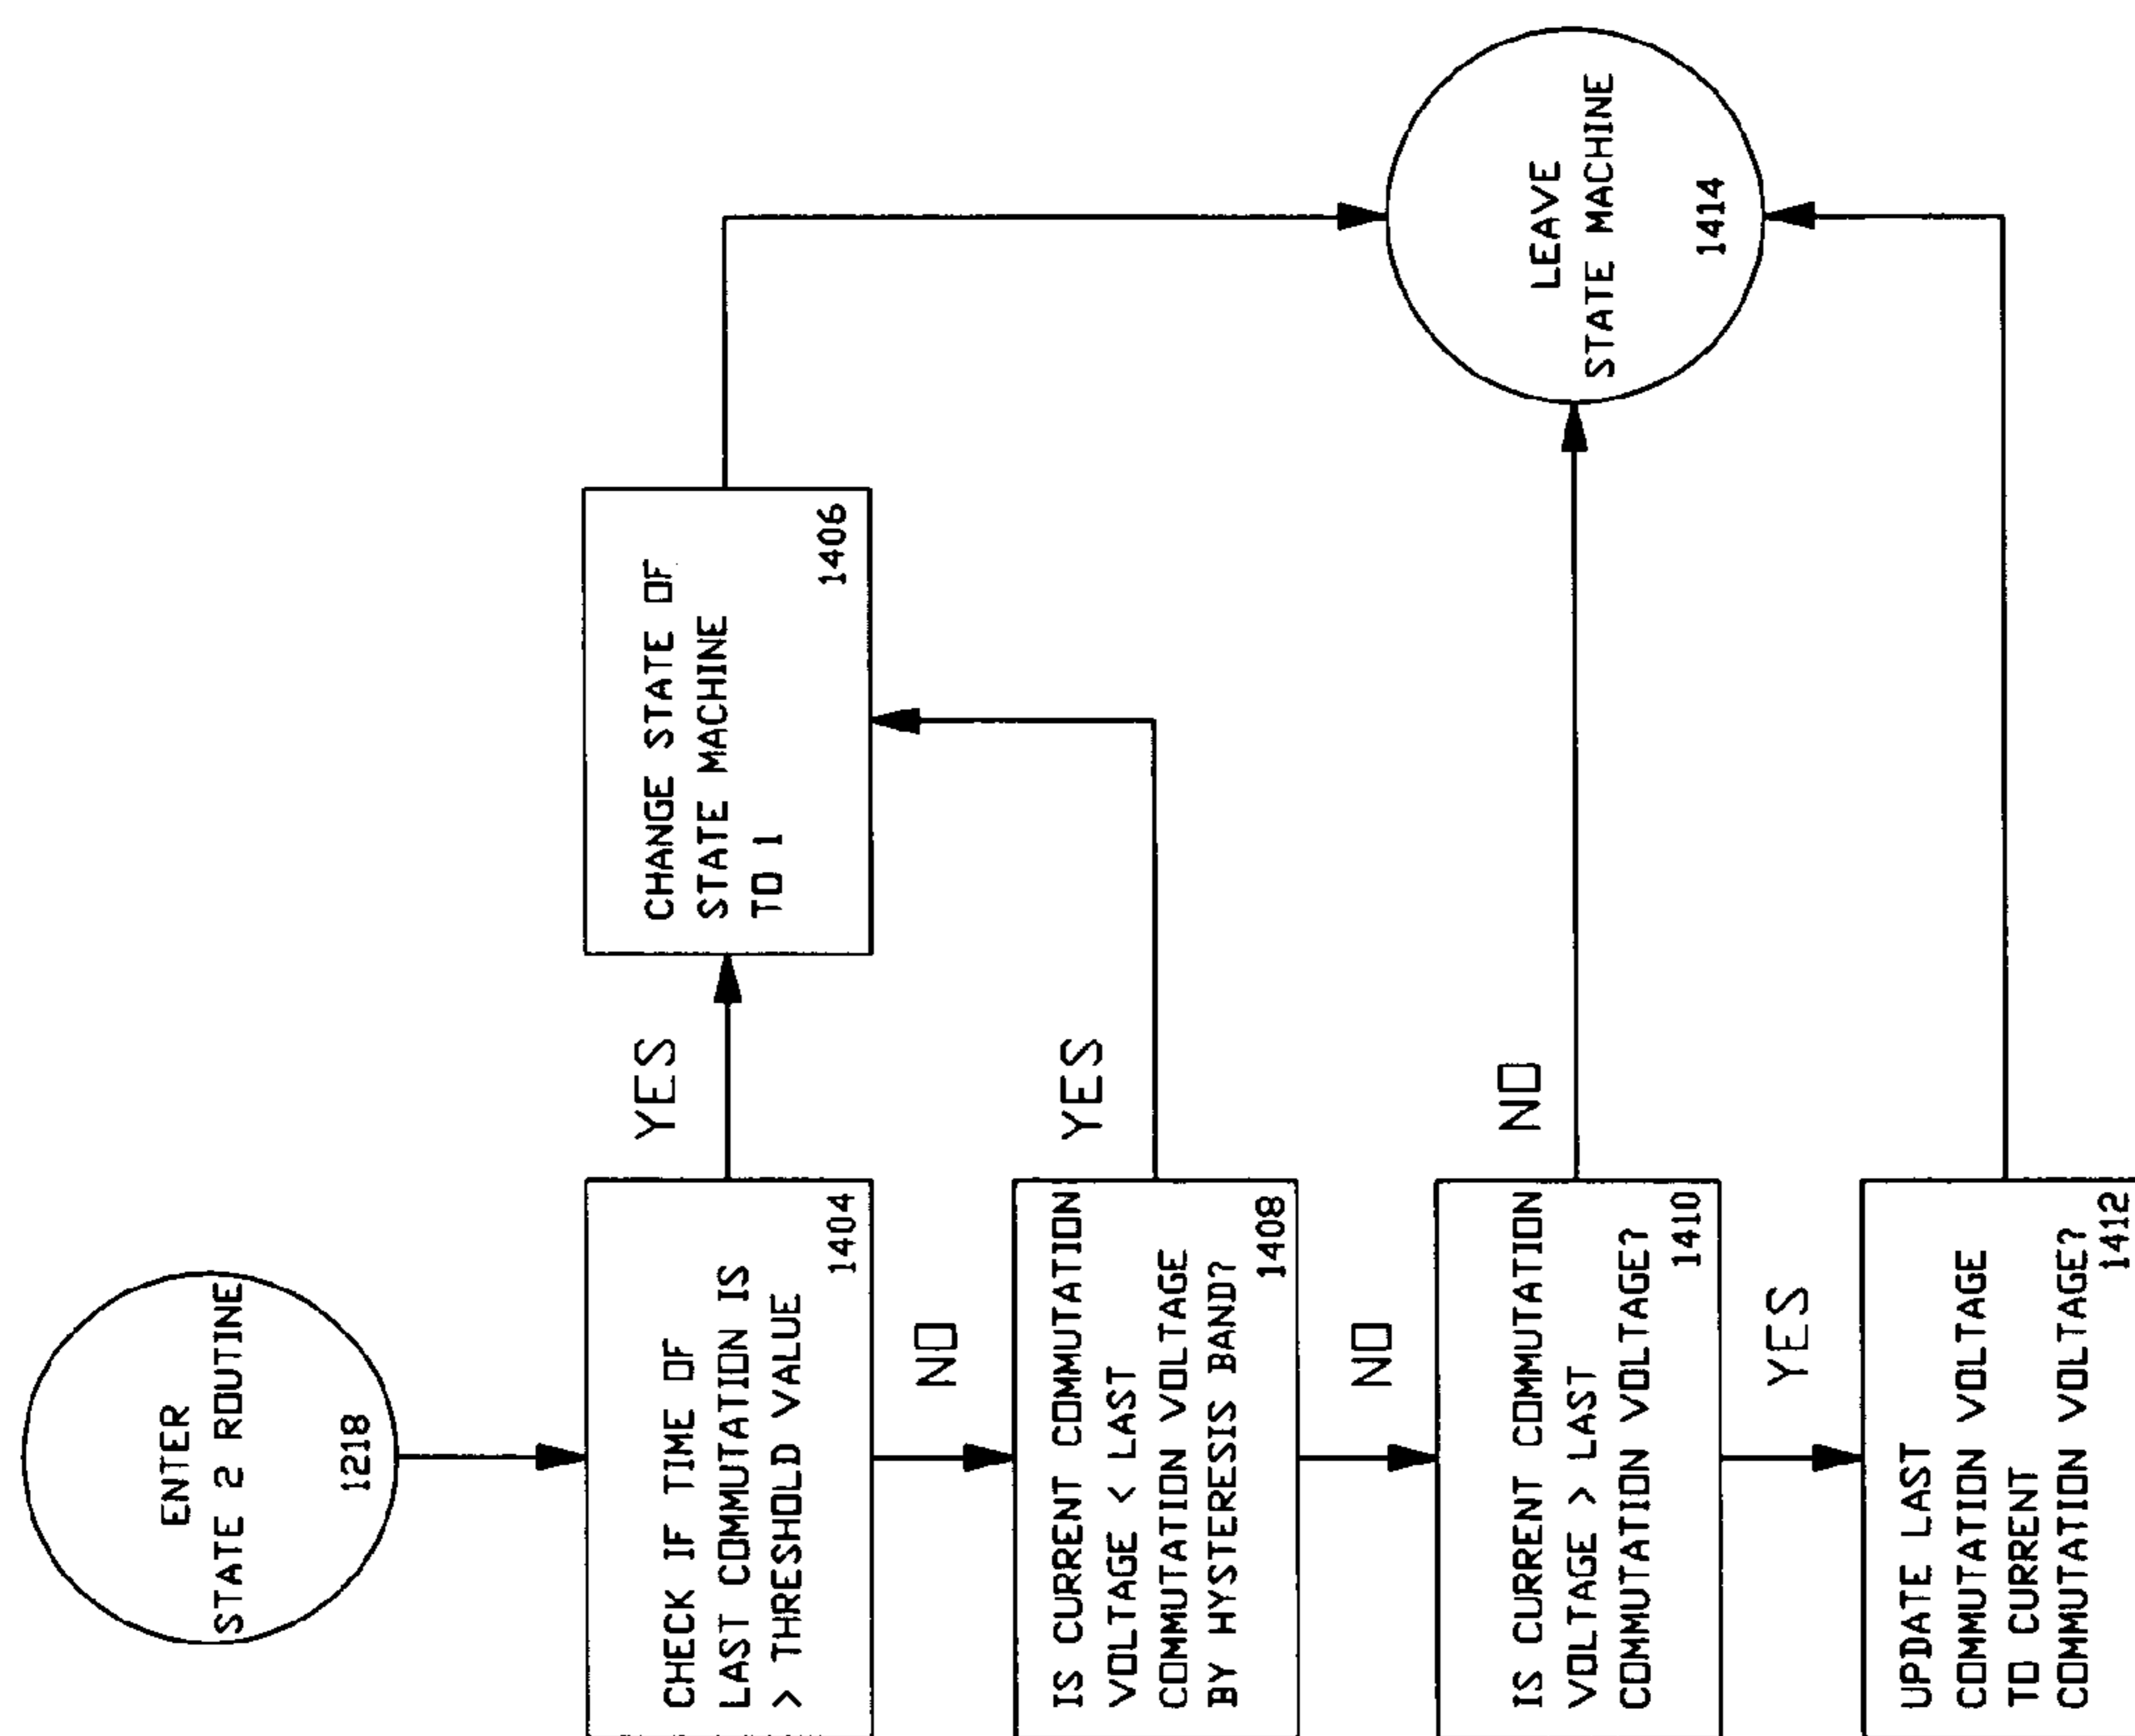 ENTER
STATE 2 ROUTINE
1218
CHECK IF TIME OF
LAST COMMUTATION IS
> THRESHOLD VALUE
1404
YES
CHANGE STATE OF
STATE MACHINE
TO 1
1406
NO
IS CURRENT COMMUTATION
VOLTAGE < LAST
COMMUTATION VOLTAGE
BY HYSTERESIS BAND?
1408
YES
NO
IS CURRENT COMMUTATION
VOLTAGE > LAST
COMMUTATION VOLTAGE?
1410
NO
LEAVE
STATE MACHINE
1414
YES
UPDATE LAST
COMMUTATION VOLTAGE
TO CURRENT
COMMUTATION VOLTAGE?
1412